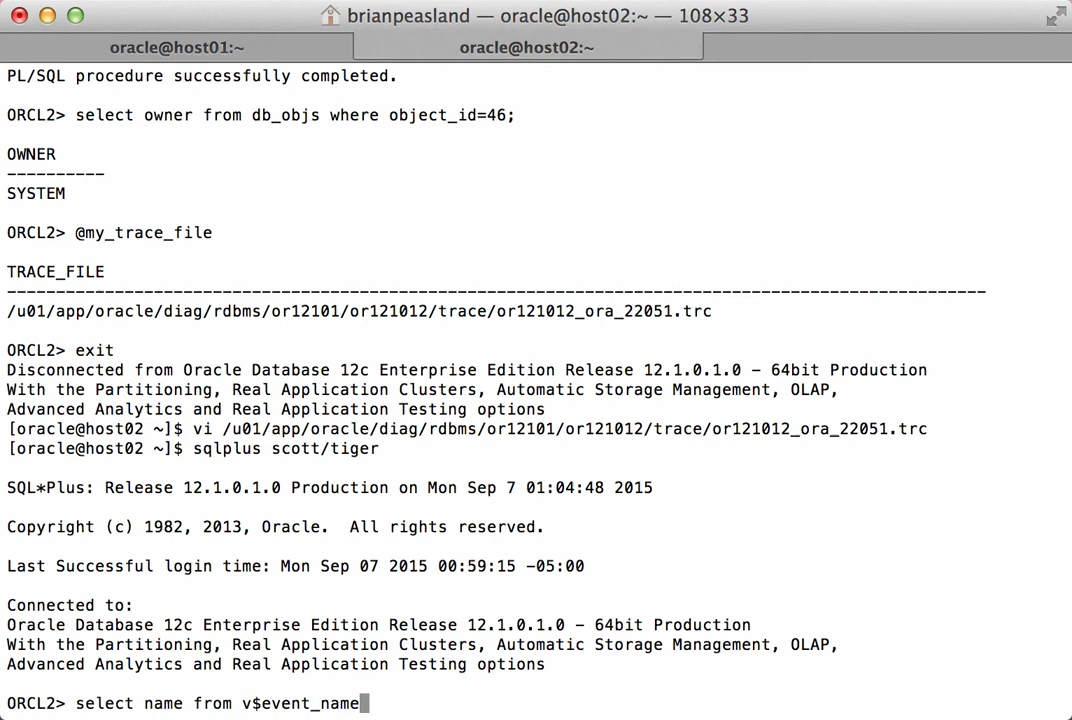 brianpeasland — oracle@host02:~ — 108×33
oracle@host01:~ oracle@host02:~
PL/SQL procedure successfully completed.
ORCL2> select owner from db_objs where object_id=46;
OWNER
----------
SYSTEM
ORCL2> @my_trace_file
TRACE_FILE
----------------------------------------------------------------------------------------------------
/u01/app/oracle/diag/rdbms/or12101/or121012/trace/or121012_ora_22051.trc
ORCL2> exit
Disconnected from Oracle Database 12c Enterprise Edition Release 12.1.0.1.0 - 64bit Production
With the Partitioning, Real Application Clusters, Automatic Storage Management, OLAP,
Advanced Analytics and Real Application Testing options
[oracle@host02 ~]$ vi /u01/app/oracle/diag/rdbms/or12101/or121012/trace/or121012_ora_22051.trc
[oracle@host02 ~]$ sqlplus scott/tiger
SQL*Plus: Release 12.1.0.1.0 Production on Mon Sep 7 01:04:48 2015
Copyright (c) 1982, 2013, Oracle.  All rights reserved.
Last Successful login time: Mon Sep 07 2015 00:59:15 -05:00
Connected to:
Oracle Database 12c Enterprise Edition Release 12.1.0.1.0 - 64bit Production
With the Partitioning, Real Application Clusters, Automatic Storage Management, OLAP,
Advanced Analytics and Real Application Testing options
ORCL2> select name from v$event_name